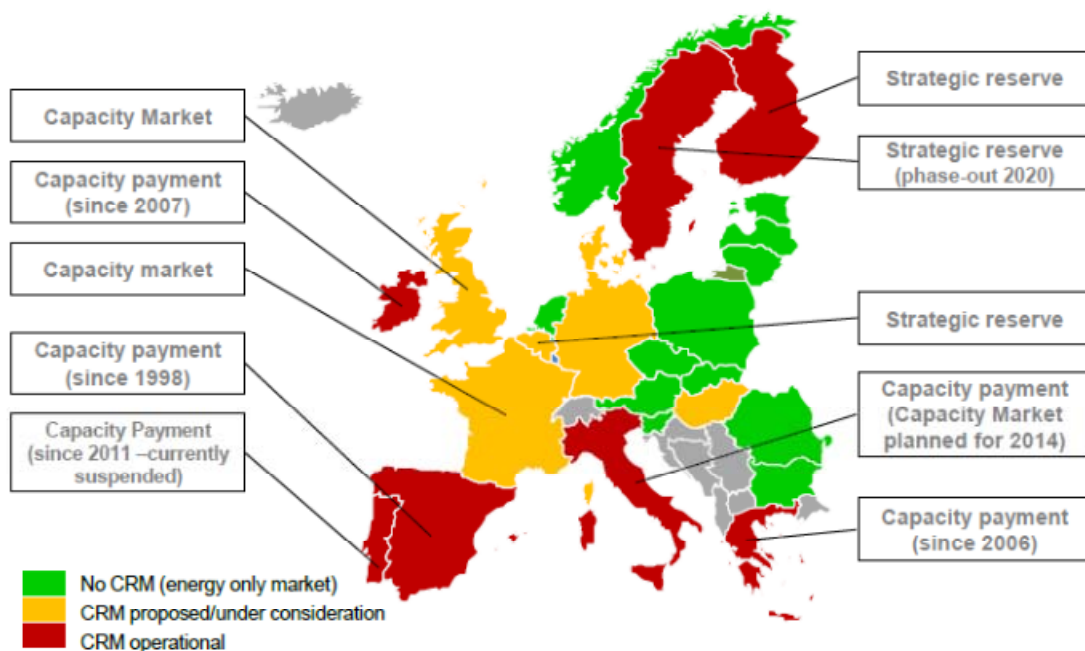 Capacity Market
Capacity payment
(since 2007)
Capacity market
Capacity payment
(since 1998)
Capacity Payment
(since 2011 –currently
suspended)
Strategic reserve
Strategic reserve
(phase-out 2020)
Strategic reserve
Capacity payment
(Capacity Market
planned for 2014)
Capacity payment
(since 2006)
No CRM (energy only market)
CRM proposed/under consideration
CRM operational